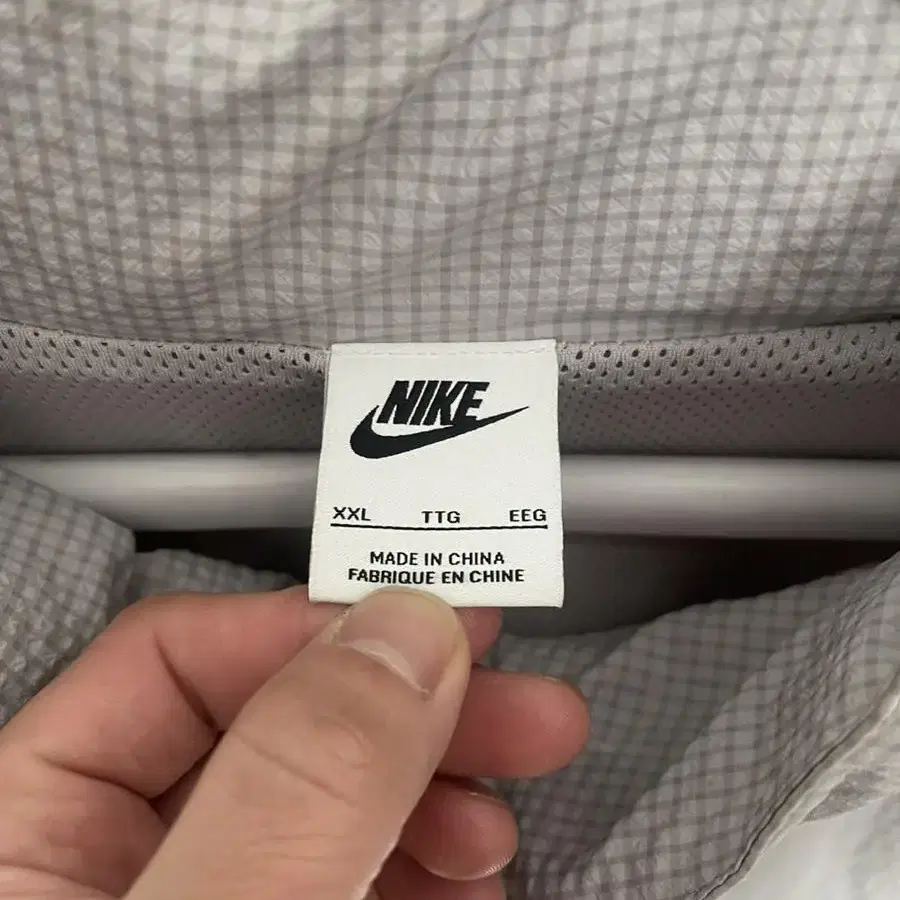 NIKE
XXL TTG EEG
MADE IN CHINA
FABRIQUE EN CHINE